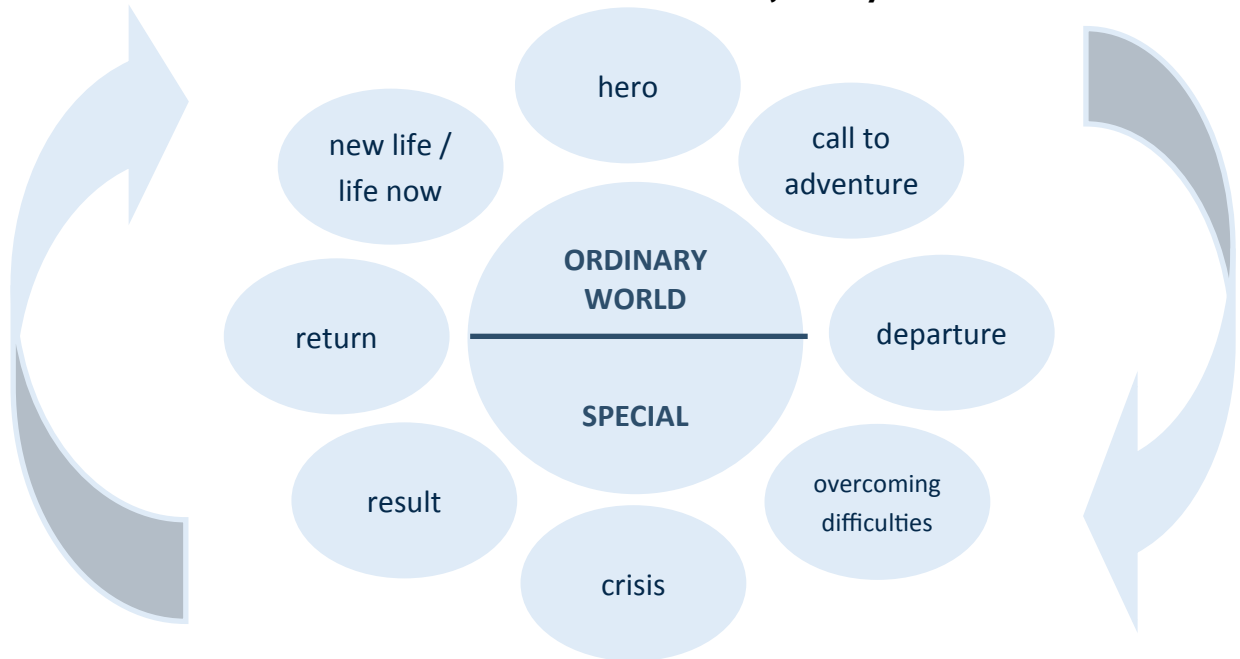 hero
call to
adventure
departure
overcoming
difficulties
crisis
result
return
new life /
life now
ORDINARY
WORLD
SPECIAL